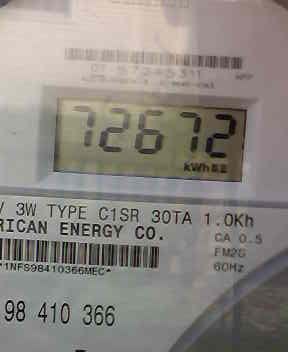 72672
kWh
V 3W TYPE C1SR 30TA 1.0Kh
RICAN ENERGY CO.
CA 0.5
FM2S
60Hz
*1NFS98410366MEC*
98 410 366